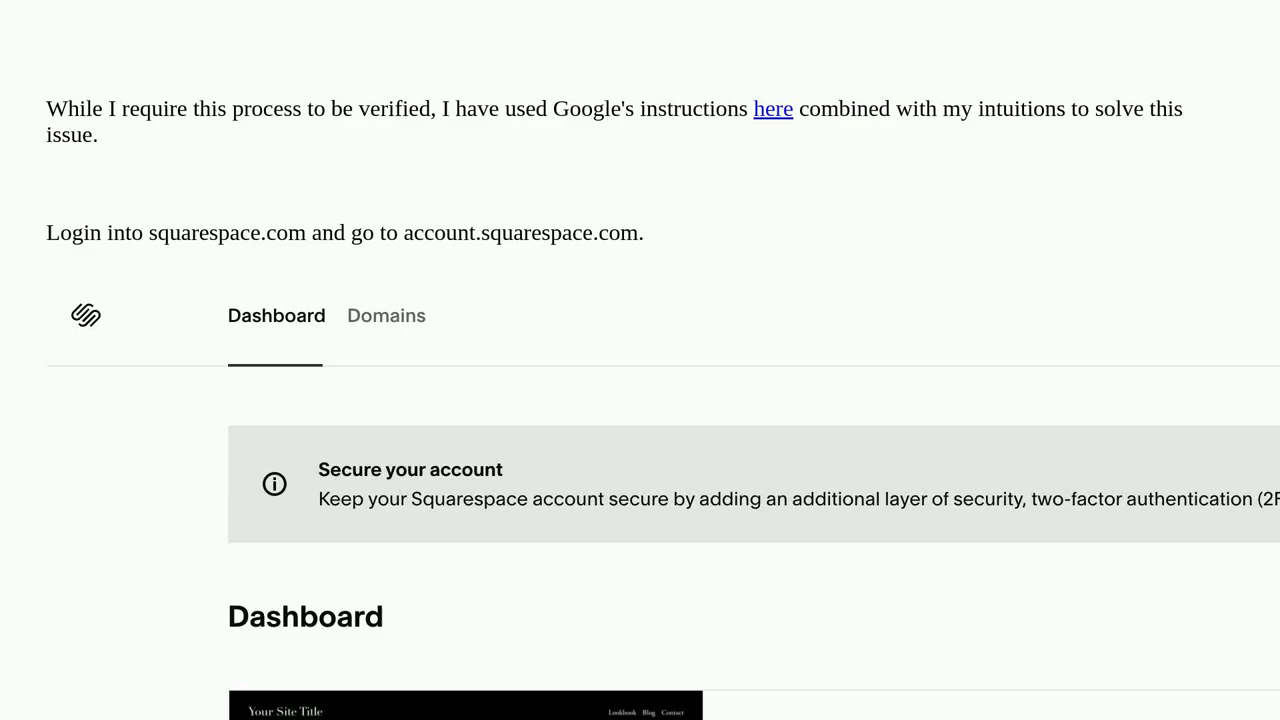 While I require this process to be verified, I have used Google's instructions here combined with my intuitions to solve this
issue.
Login into squarespace.com and go to account.squarespace.com.
Dashboard Domains
Secure your account
Keep your Squarespace account secure by adding an additional layer of security, two-factor authentication (2F
Dashboard
Your Site Title Lookbook Blog Contact